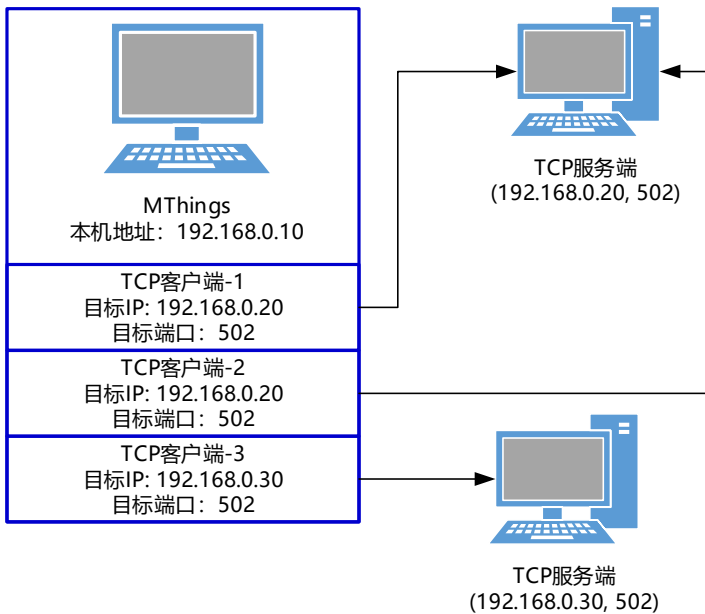 MThings
本机地址：192.168.0.10
TCP客户端-1
目标IP: 192.168.0.20
目标端口：502
TCP客户端-2
目标IP: 192.168.0.20
目标端口：502
TCP客户端-3
目标IP: 192.168.0.30
目标端口：502
TCP服务端
(192.168.0.20, 502)
TCP服务端
(192.168.0.30, 502)